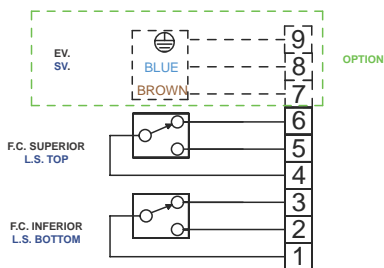 9
EV.
SV.
BLUE
8
OPTION
BROWN
7
6
F.C. SUPERIOR
L.S. TOP
5
4
3
F.C. INFERIOR
L.S. BOTTOM
2
1